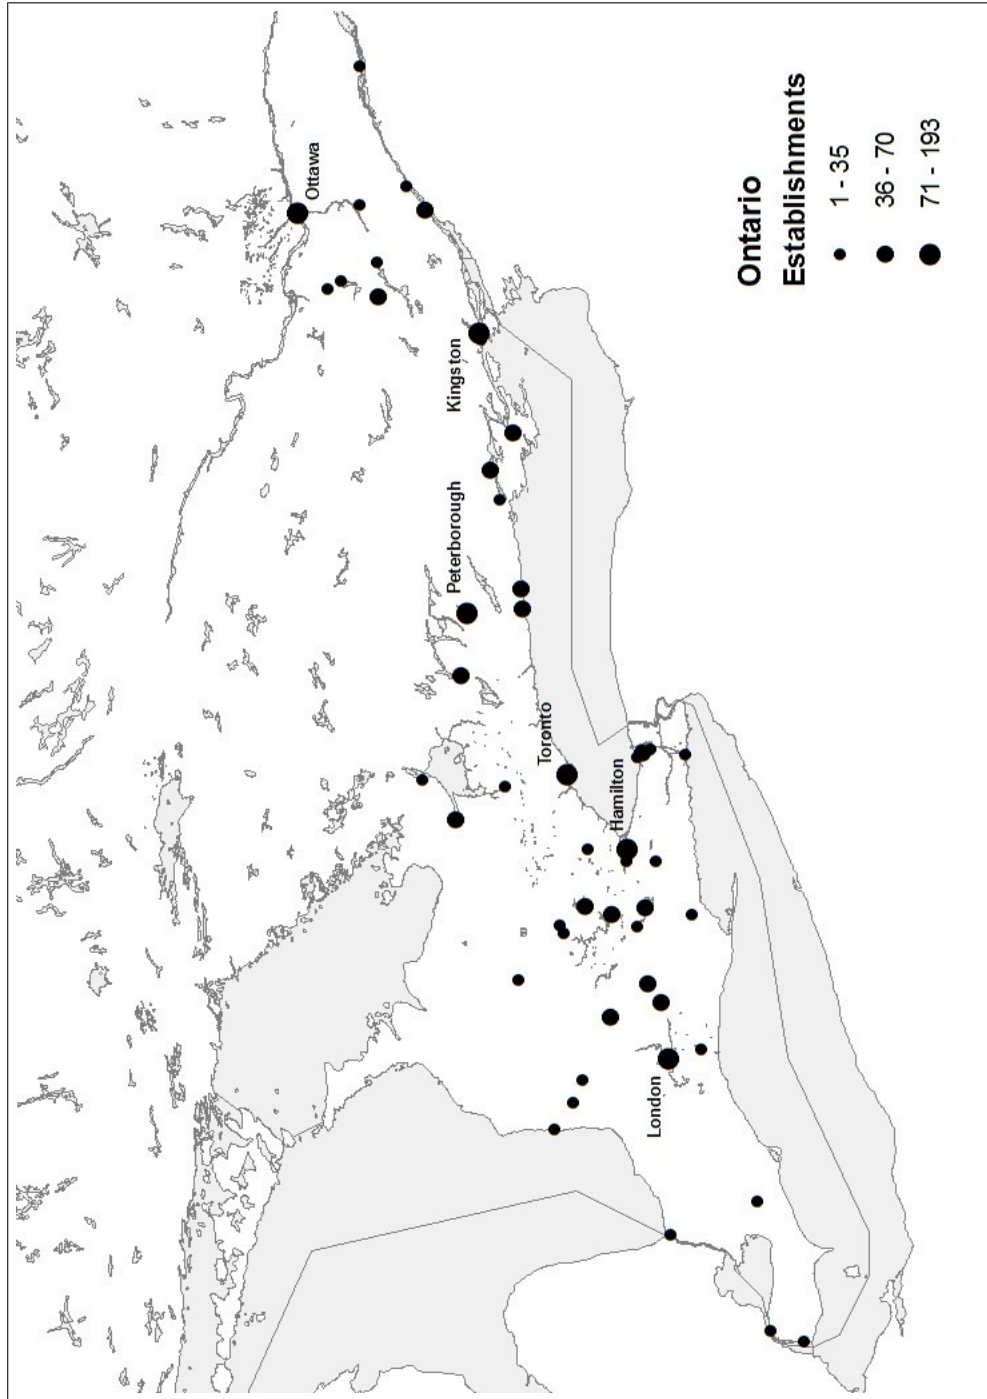 Ottawa
Kingston
Peterborough
Toronto
Hamilton
London
Ontario
Establishments
1 - 35
36 - 70
71 - 193